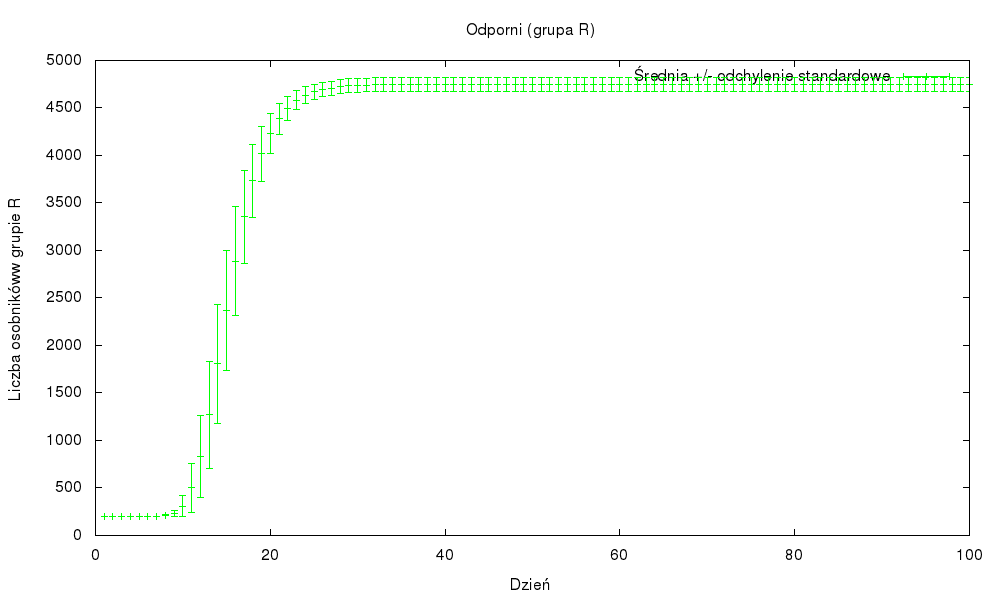 Odporni (grupa R)
Średnia +/- odchylenie standardowe
5000
4500
4000
3500
3000
2500
2000
1500
1000
500
0
Liczba osobnikóww grupie R
0 20 40 60 80 100
Dzień